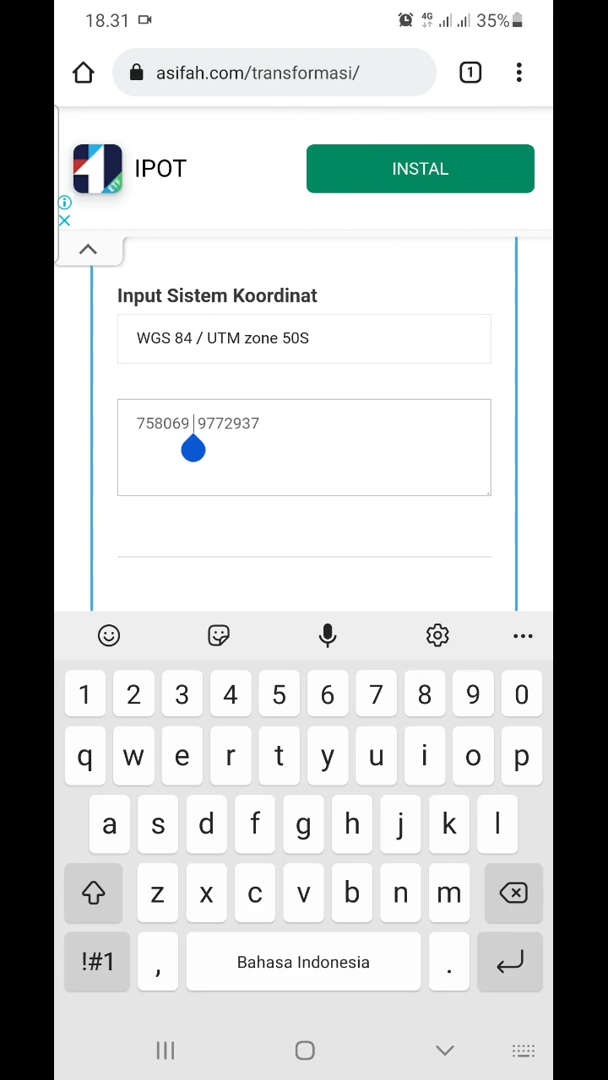 18.31 4G 35%
asifah.com/transformasi/ 1
IPOT INSTAL
Input Sistem Koordinat
WGS 84 / UTM zone 50S
758069 9772937
1 2 3 4 5 6 7 8 9 0
q w e r t y u i o p
a s d f g h j k l
z x c v b n m
!#1 , Bahasa Indonesia .